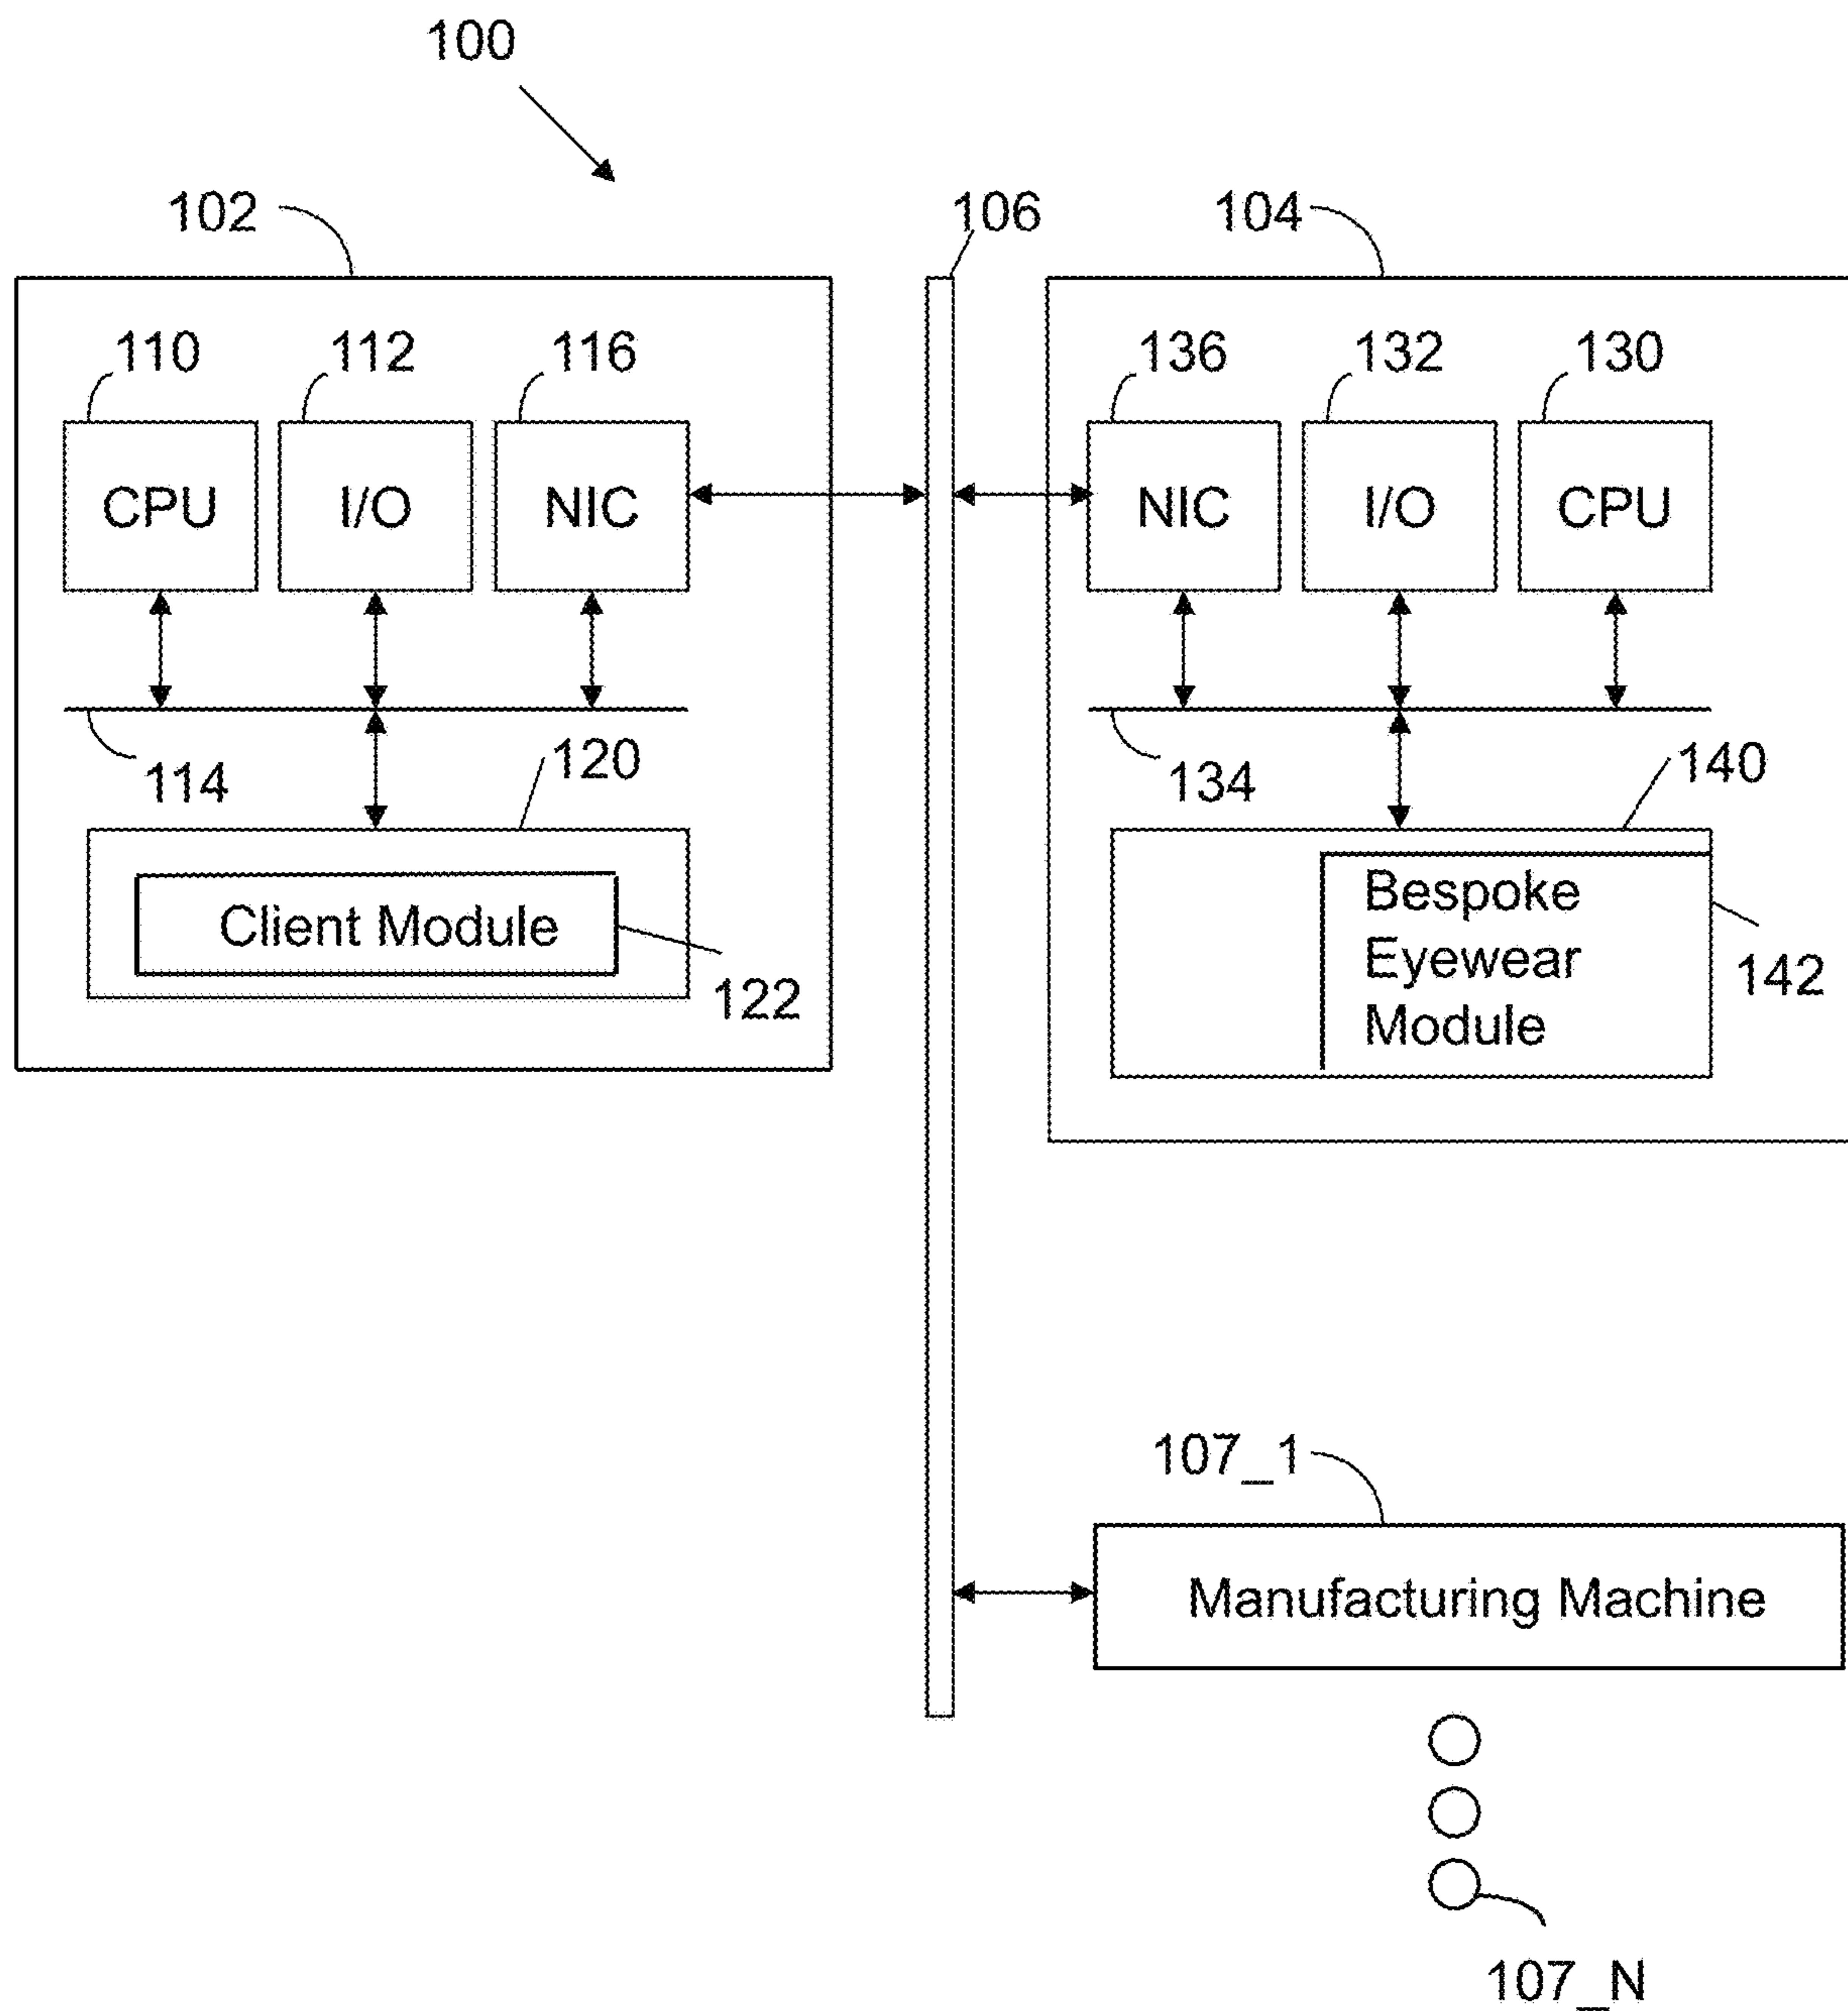 100
102
106
104
110
112
116
136
132
130
CPU
I/O
NIC
NIC
I/O
CPU
114
120
134
140
Client Module
122
Bespoke
Eyewear
Module
142
107_1
Manufacturing Machine
107_N